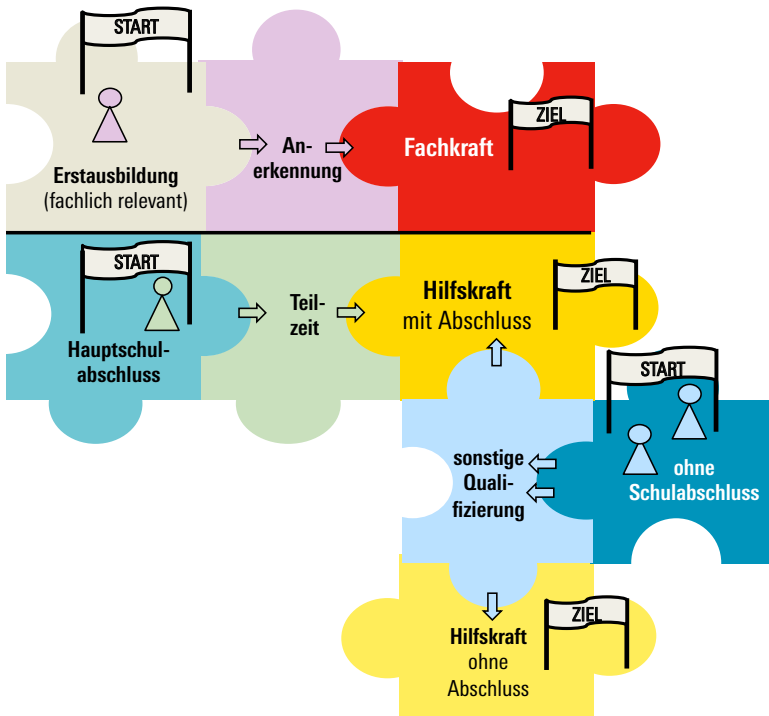 START
Erstausbildung
(fachlich relevant)
An-
erkennung
Fachkraft
ZIEL
START
Hauptschul-
abschluss
Teil-
zeit
Hilfskraft
mit Abschluss
ZIEL
START
ohne
Schulabschluss
sonstige
Quali-
fizierung
Hilfskraft
ohne
Abschluss
ZIEL